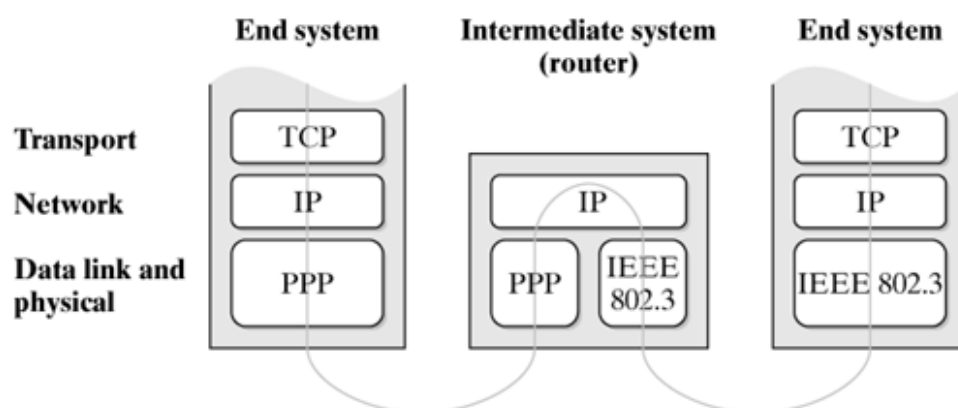 End system
Intermediate system
(router)
End system
Transport
TCP
TCP
Network
IP
IP
IP
Data link and
physical
PPP
PPP
IEEE
802.3
IEEE 802.3